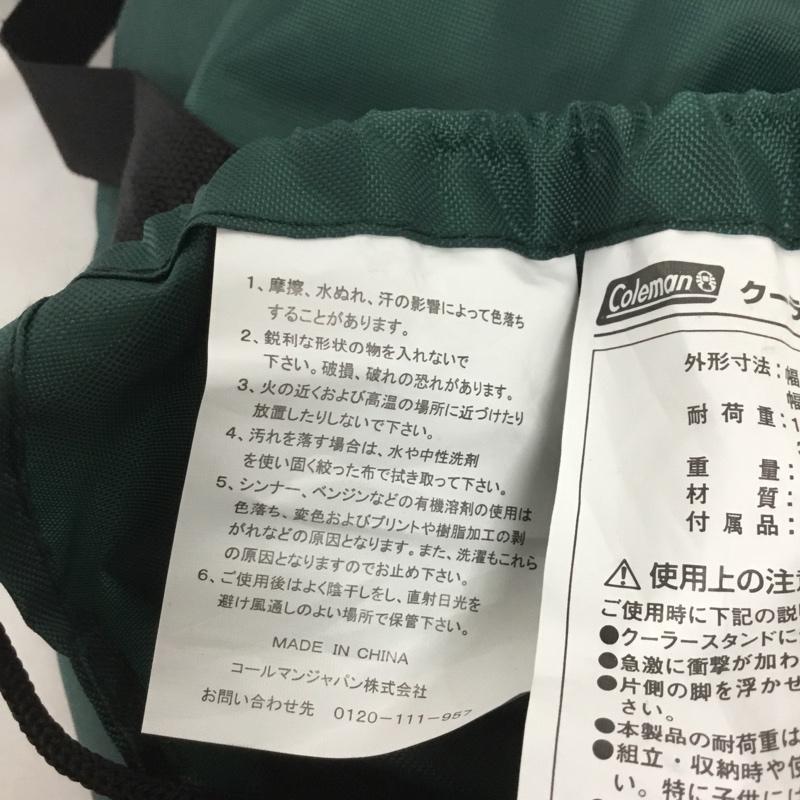 1、摩擦、水ぬれ、汗の影響によって色落ち
することがあります。
2、鋭利な形状の物を入れないで
下さい。破損、破れの恐れがあります。
3、火の近くおよび高温の場所に近づけたり
放置したりしないで下さい。
4、汚れを落す場合は、水や中性洗剤
を使い固く絞った布で拭き取って下さい。
5、シンナー、ベンジンなどの有機溶剤の使用は
色落ち、変色およびプリントや樹脂加工の剥
がれなどの原因となります。また、洗濯もこれら
の原因となりますのでお止め下さい。
6、ご使用後はよく陰干しをし、直射日光を
避け風通しのよい場所で保管下さい。
MADE IN CHINA
コールマンジャパン株式会社
お問い合わせ先 0120-111-957
Coleman
クー
外形寸法：幅
幅
耐荷重：1
重量：
材質：
付属品：
⚠使用上の注意
ご使用時に下記の説
●クーラースタンドに
●急激に衝撃が加わ
●片側の脚を浮かせ
さい。
●本製品の耐荷重は
●組立・収納時や使
い。特に子供には